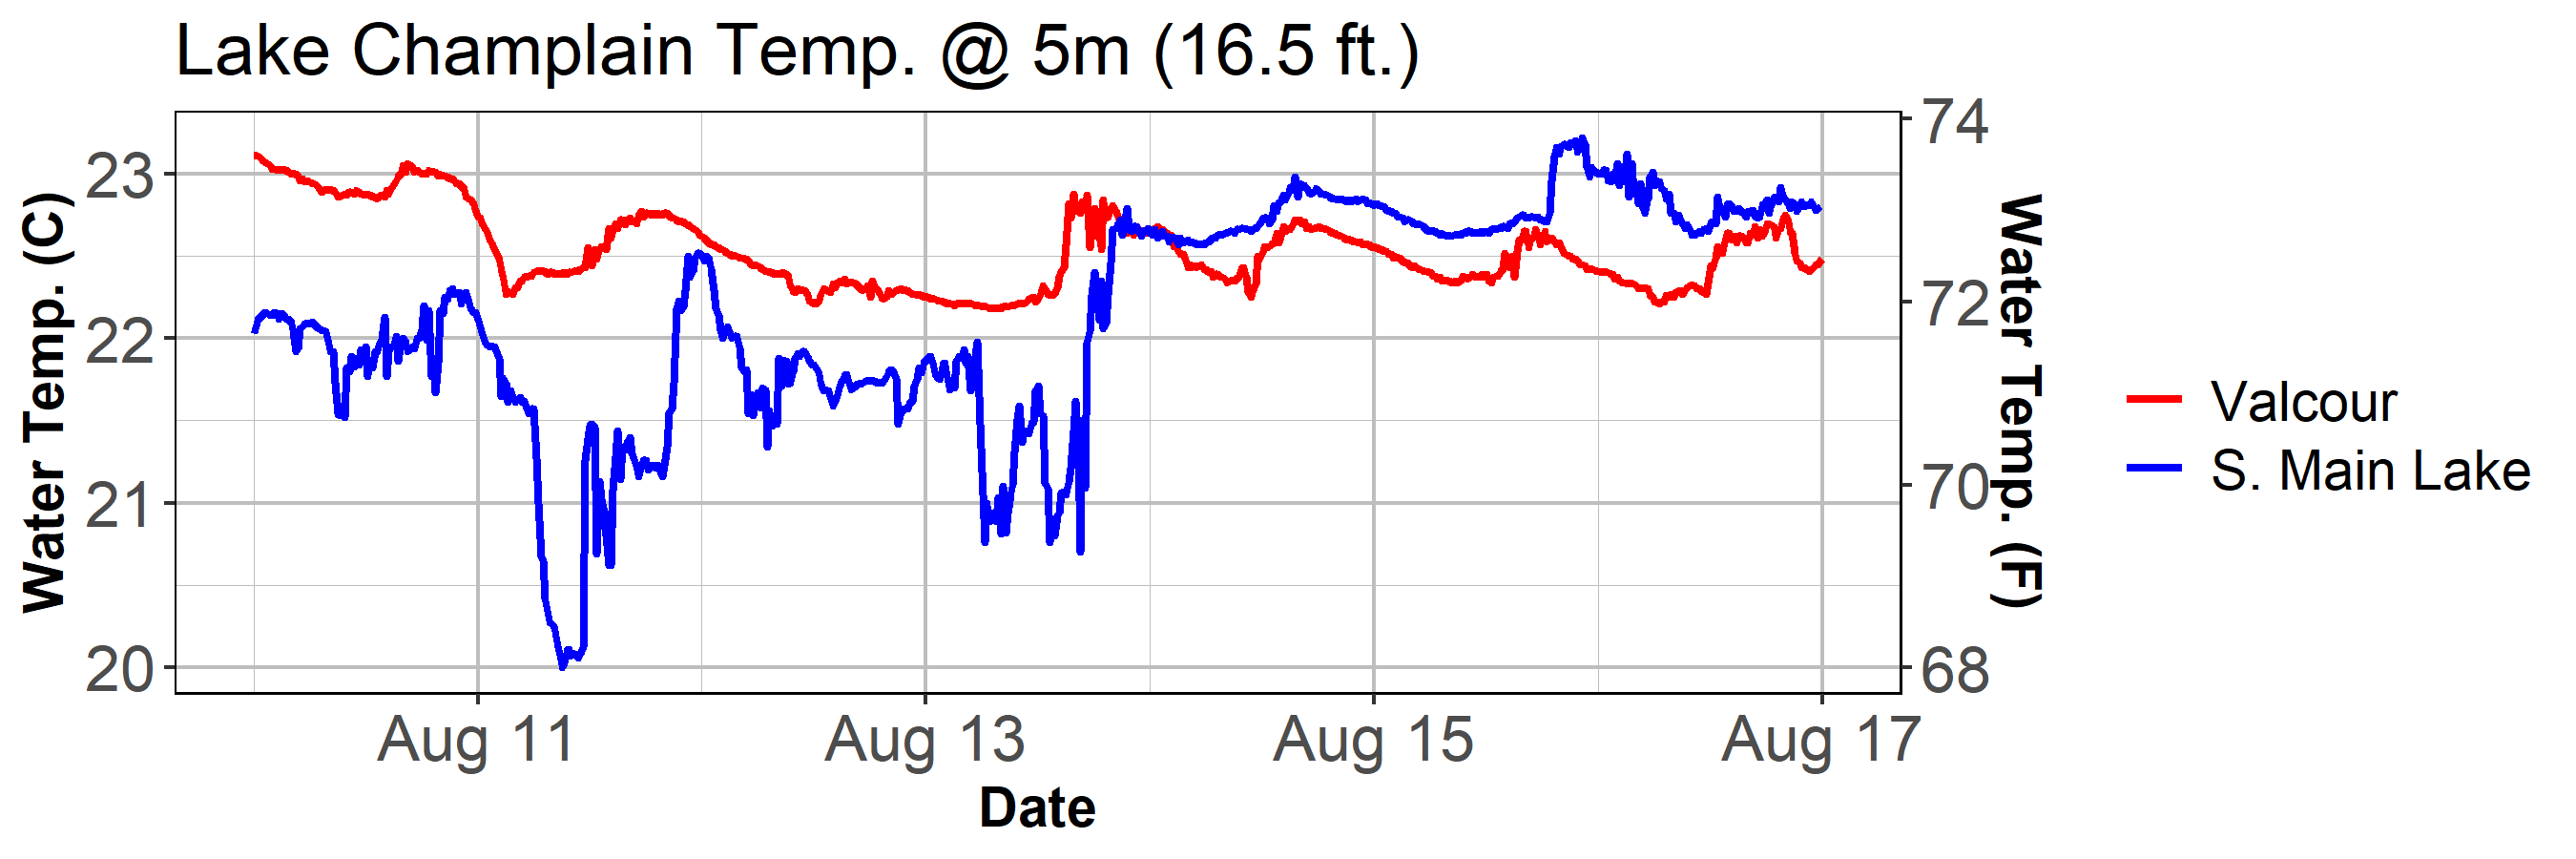 Lake Champlain Temp. @ 5m (16.5 ft.)
Water Temp. (C)
23
22
21
20
74
72
70
68
Water Temp. (F)
Aug 11
Aug 13
Aug 15
Aug 17
Date
Valcour
S. Main Lake